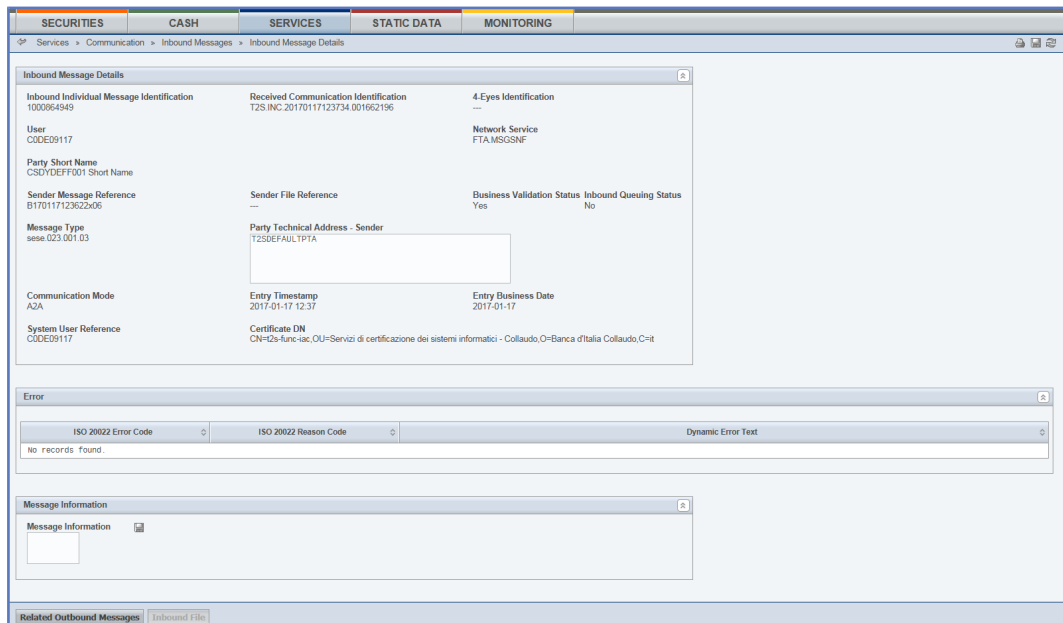 SECURITIES CASH SERVICES STATIC DATA MONITORING
Services » Communication » Inbound Messages » Inbound Message Details
Inbound Message Details
Inbound Individual Message Identification Received Communication Identification 4-Eyes Identification
1000864949 T2S.INC.20170117123734.001662196 ---
User Network Service
C0DE09117 FTA.MSGSNF
Party Short Name
CSDYDEFF001 Short Name
Sender Message Reference Sender File Reference Business Validation Status Inbound Queuing Status
B170117123622x06 --- Yes No
Message Type Party Technical Address - Sender
sese.023.001.03 T2SDEFAULTPTA
Communication Mode Entry Timestamp Entry Business Date
A2A 2017-01-17 12:37 2017-01-17
System User Reference Certificate DN
C0DE09117 CN=t2s-func-iac,OU=Servizi di certificazione dei sistemi informatici - Collaudo,O=Banca d'Italia Collaudo,C=it
Error
ISO 20022 Error Code ISO 20022 Reason Code Dynamic Error Text
No records found.
Message Information
Message Information
Related Outbound Messages Inbound File